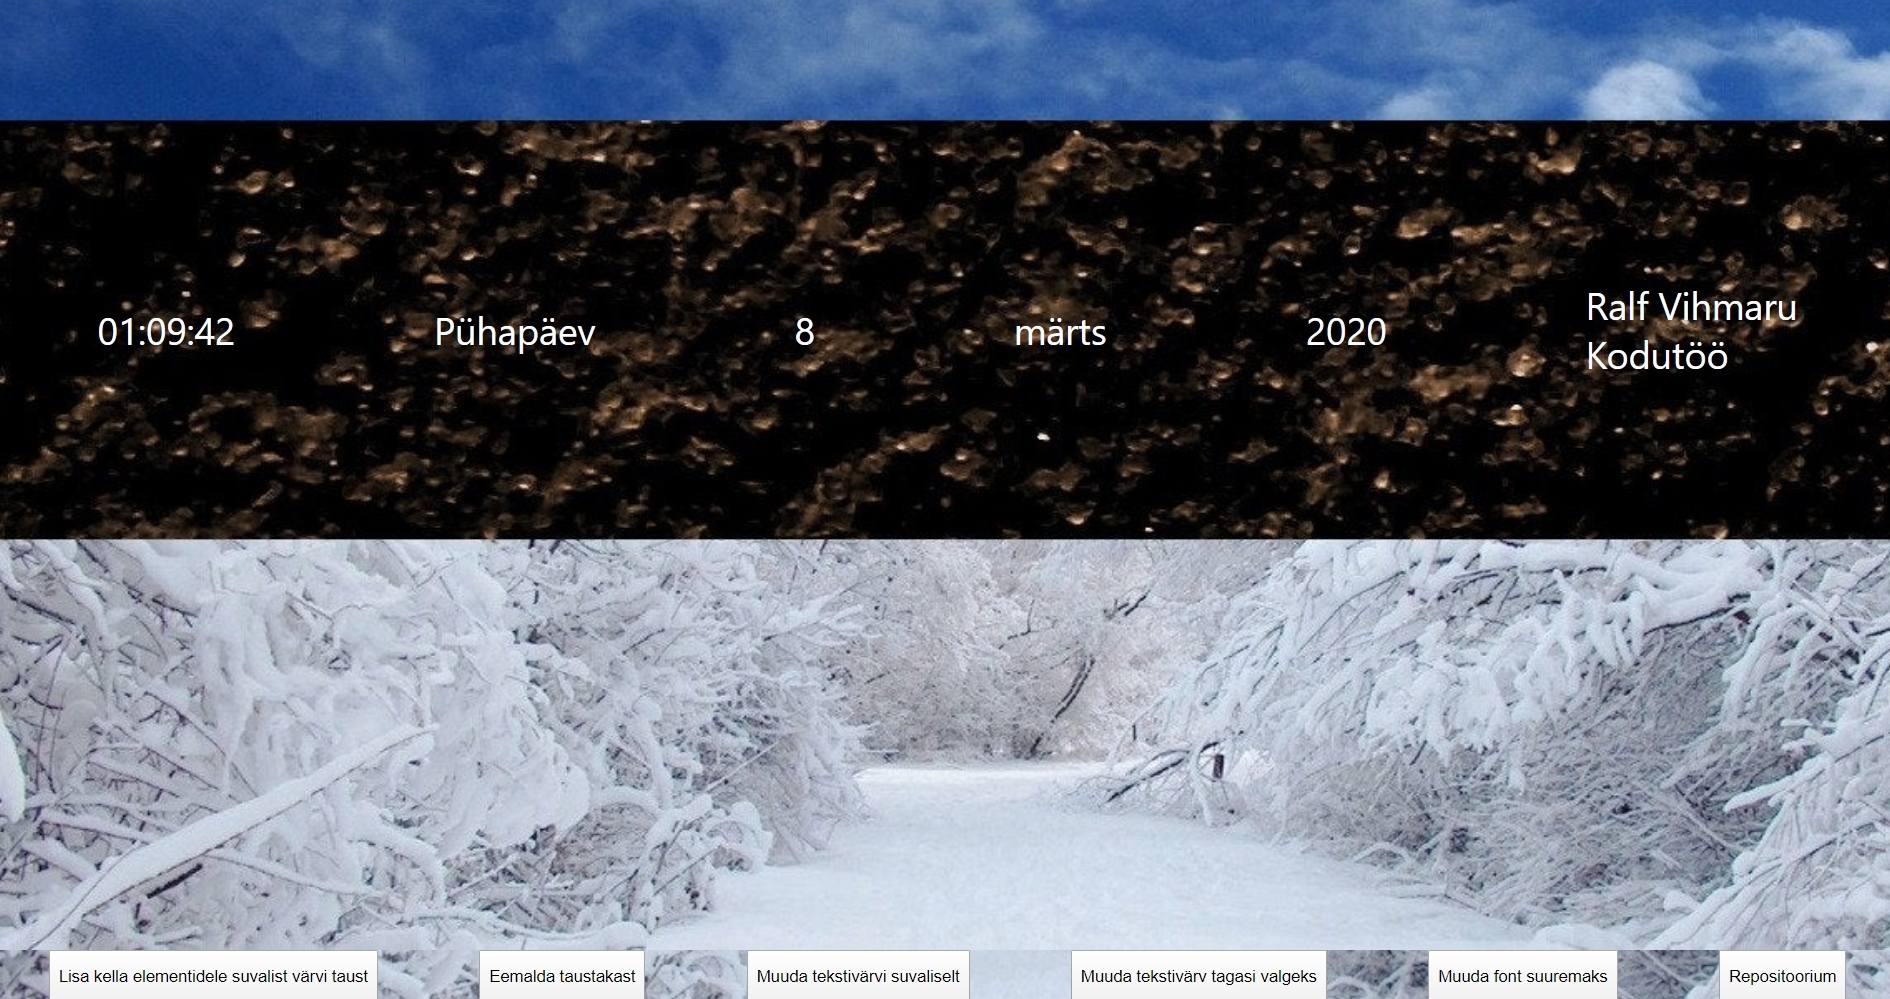 01:09:42
Pühapäev
8
märts
2020
Ralf Vihmaru
Kodutöö
Lisa kella elementidele suvalist värvi taust
Eemalda taustakast
Muuda tekstivärvi suvaliselt
Muuda tekstivärv tagasi valgeks
Muuda font suuremaks
Repositoorium